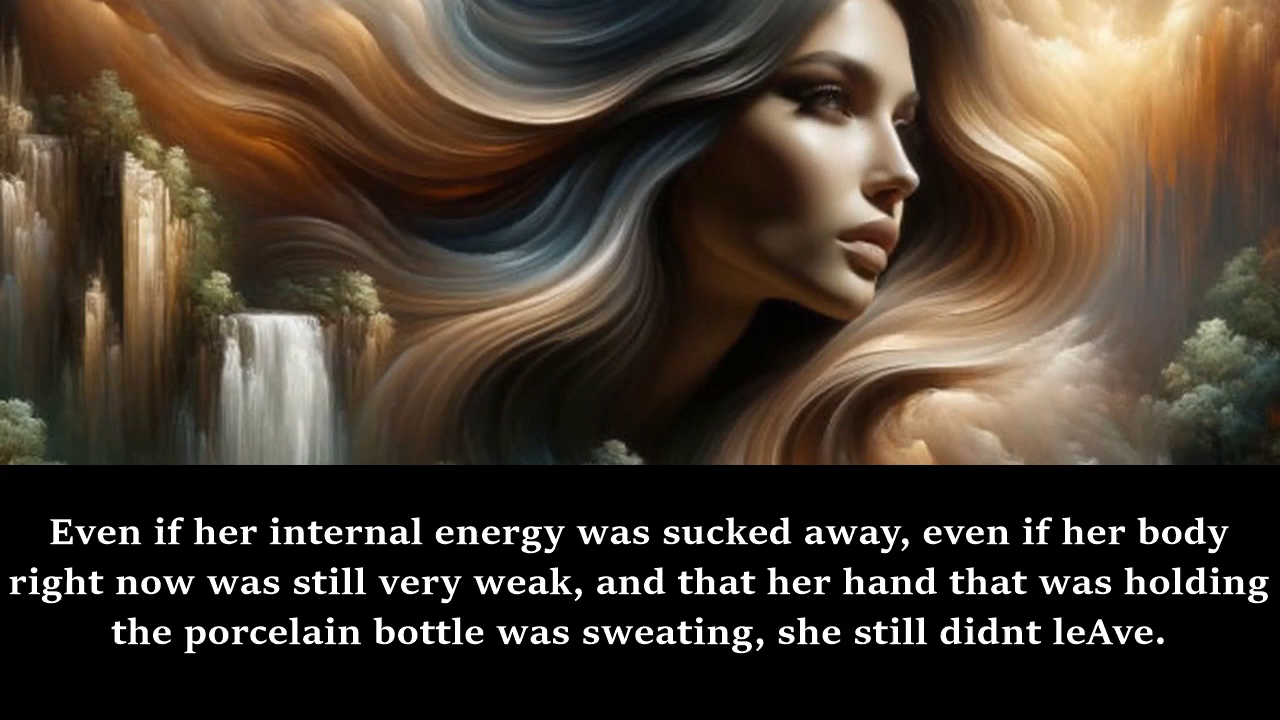 Even if her internal energy was sucked away, even if her body
right now was still very weak, and that her hand that was holding
the porcelain bottle was sweating, she still didnt leAve.